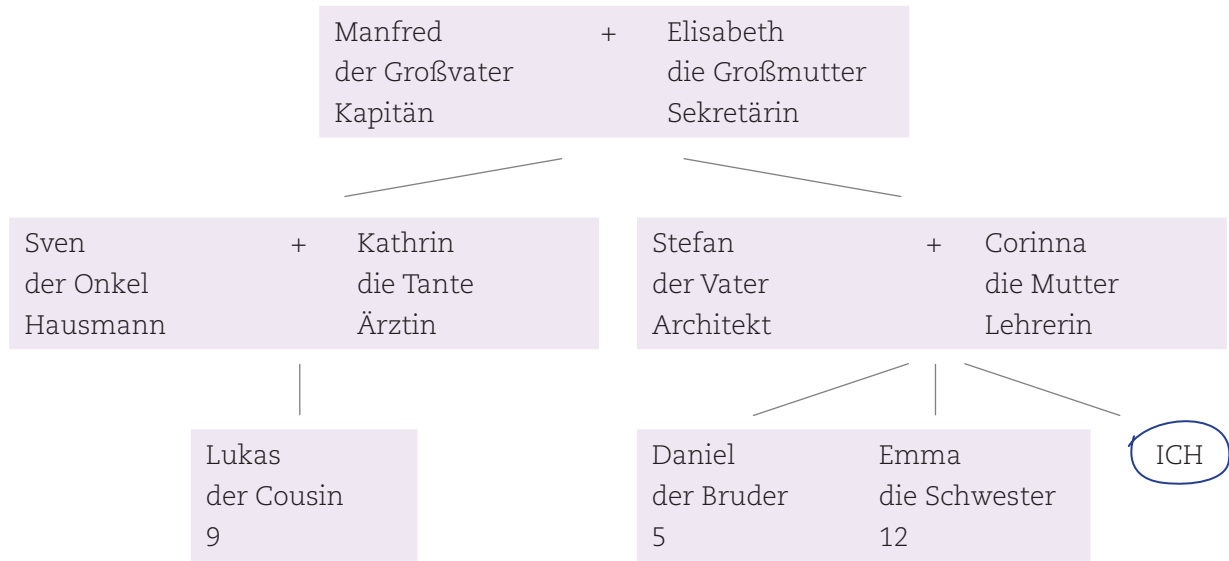 Manfred + Elisabeth
der Großvater die Großmutter
Kapitän Sekretärin
Sven + Kathrin
der Onkel die Tante
Hausmann Ärztin
Stefan + Corinna
der Vater die Mutter
Architekt Lehrerin
Lukas
der Cousin
9
Daniel Emma
der Bruder die Schwester
5 12
ICH